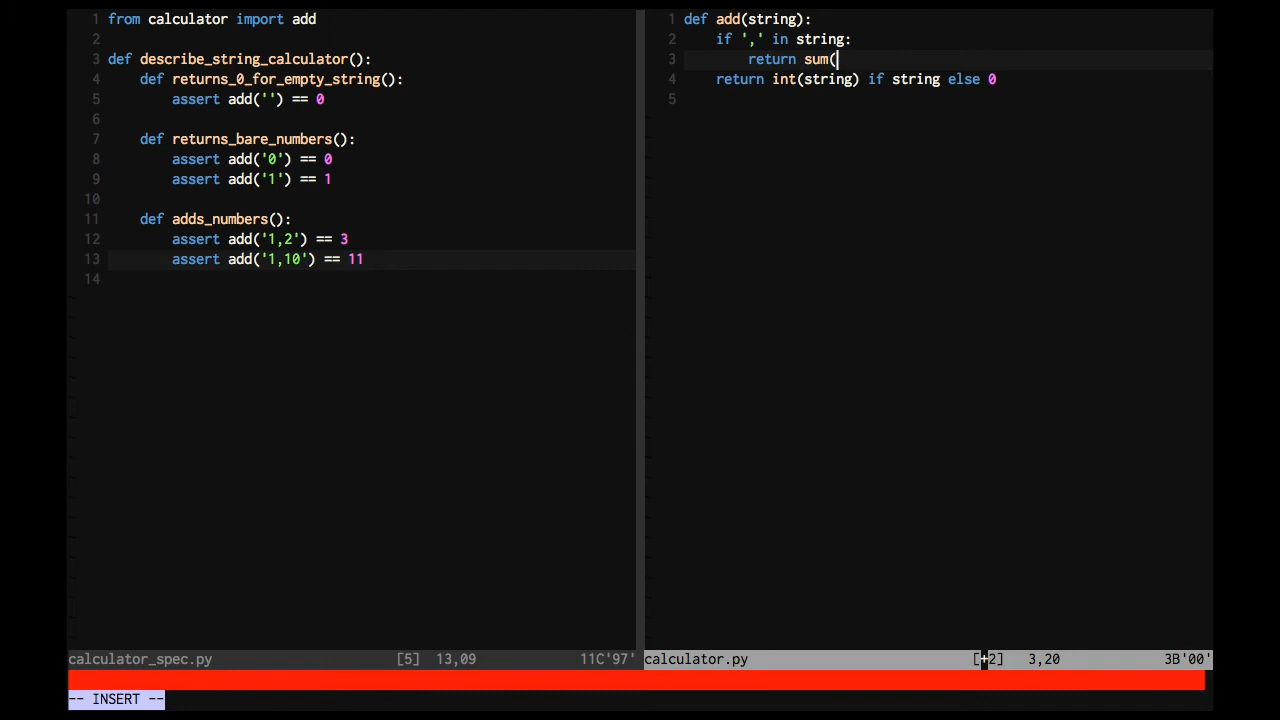 1 from calculator import add
2
3 def describe_string_calculator():
4     def returns_0_for_empty_string():
5         assert add('') == 0
6
7     def returns_bare_numbers():
8         assert add('0') == 0
9         assert add('1') == 1
10
11     def adds_numbers():
12         assert add('1,2') == 3
13         assert add('1,10') == 11
14
calculator_spec.py [5] 13,09 11C'97'
1 def add(string):
2     if ',' in string:
3         return sum(
4     return int(string) if string else 0
5
calculator.py [+2] 3,20 3B'00'
-- INSERT --